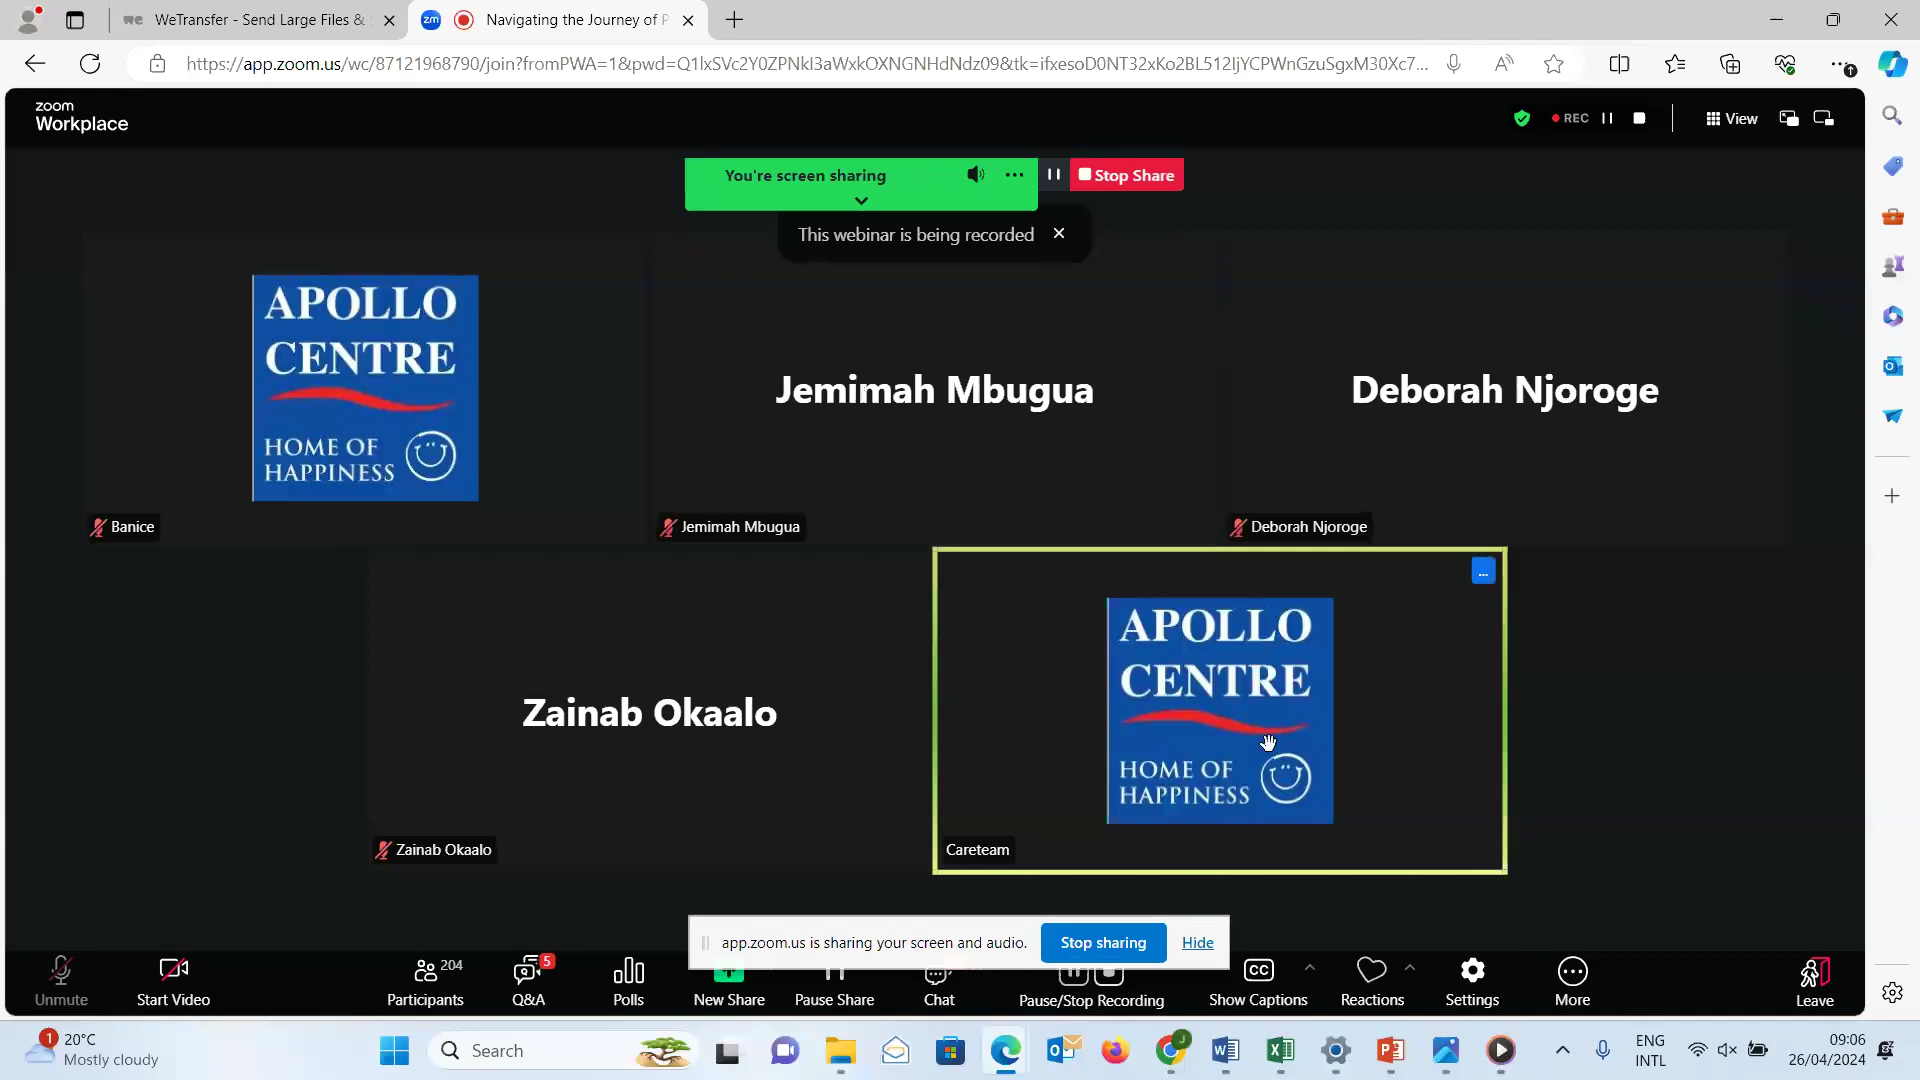 WeTransfer - Send Large Files &
zm
Navigating the Journey of P
https://app.zoom.us/wc/87121968790/join?fromPWA=1&pwd=Q1lxSVc2Y0ZPNkl3aWxkOXNGNHdNdz09&tk=ifxesoD0NT32xKo2BL512IjYCPWnGzuSgxM30Xc7...
zoom
Workplace
REC
View
You're screen sharing
Stop Share
This webinar is being recorded
APOLLO
CENTRE
HOME OF
HAPPINESS
Banice
Jemimah Mbugua
Jemimah Mbugua
Deborah Njoroge
Deborah Njoroge
Zainab Okaalo
Zainab Okaalo
APOLLO
CENTRE
HOME OF
HAPPINESS
Careteam
app.zoom.us is sharing your screen and audio.
Stop sharing
Hide
Unmute
Start Video
204
Participants
5
Q&A
Polls
New Share
Pause Share
Chat
Pause/Stop Recording
CC
Show Captions
Reactions
Settings
More
Leave
1
20°C
Mostly cloudy
Search
ENG
INTL
09:06
26/04/2024